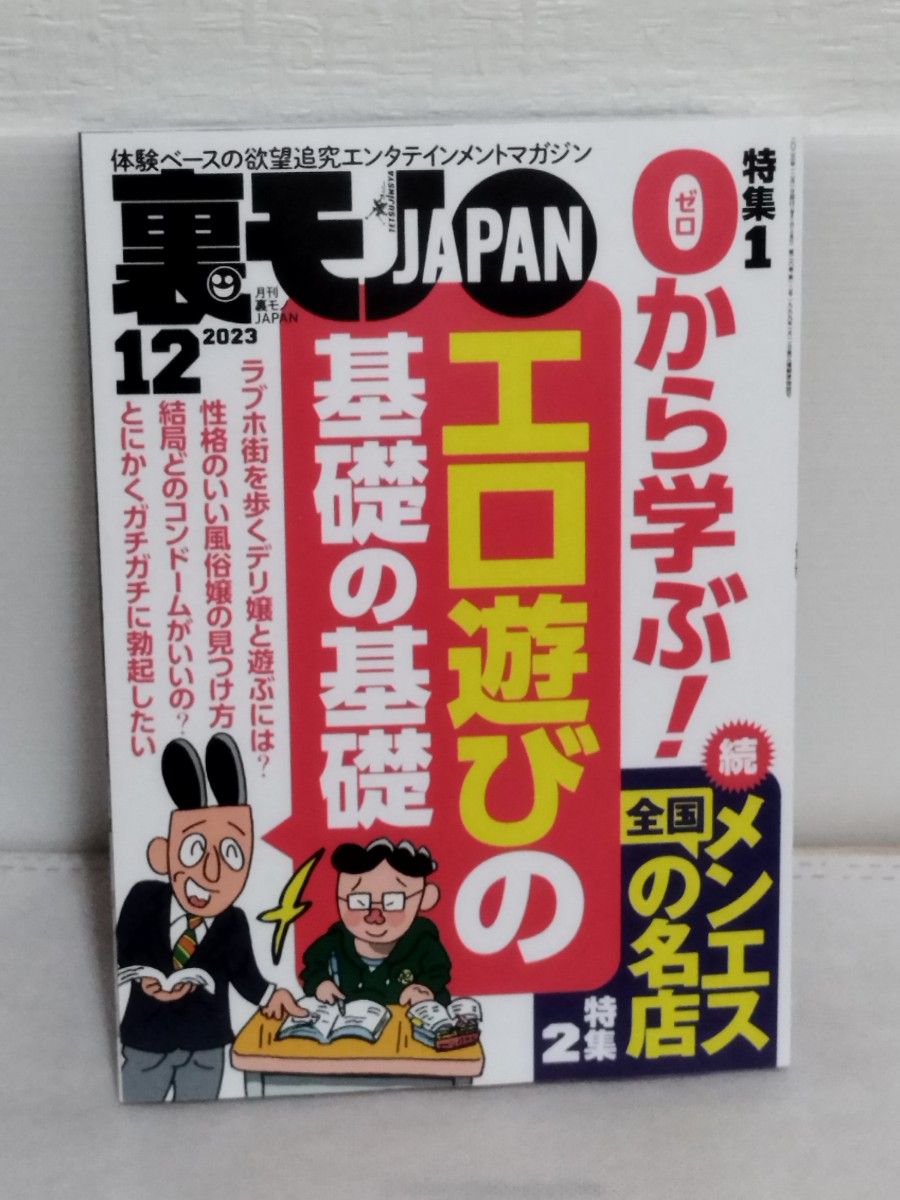 体験ベースの欲望追究エンタテインメントマガジン
裏モノJAPAN
TETSUJINSYA
月刊
裏モノ
JAPAN
2023
12
特集1
0から学ぶ!
ゼロ
エロ遊びの
基礎の基礎
ラブホ街を歩くデリ嬢と遊ぶには?
性格のいい風俗嬢の見つけ方
結局どのコンドームがいいの?
とにかくガチガチに勃起したい
続
メンエス
全国
の名店
特集
2